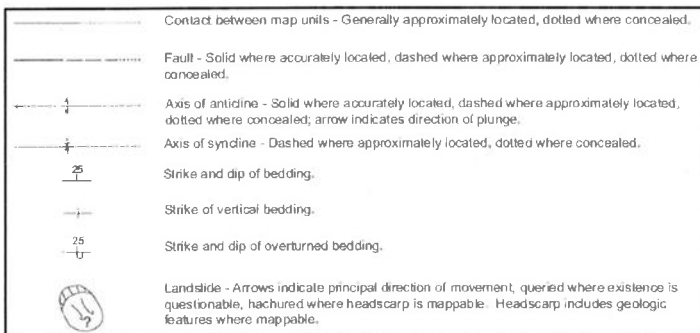 Contact between map units - Generally approximately located, dotted where concealed.
Fault - Solid where accurately located, dashed where approximately located, dotted where
concealed.
Axis of anticline - Solid where accurately located, dashed where approximately located,
dotted where concealed; arrow indicates direction of plunge.
Axis of syncline - Dashed where approximately located, dotted where concealed.
25
Strike and dip of bedding.
Strike of vertical bedding.
25
Strike and dip of overturned bedding.
Landslide - Arrows indicate principal direction of movement, queried where existence is
questionable, hachured where headscarp is mappable. Headscarp includes geologic
features where mappable.